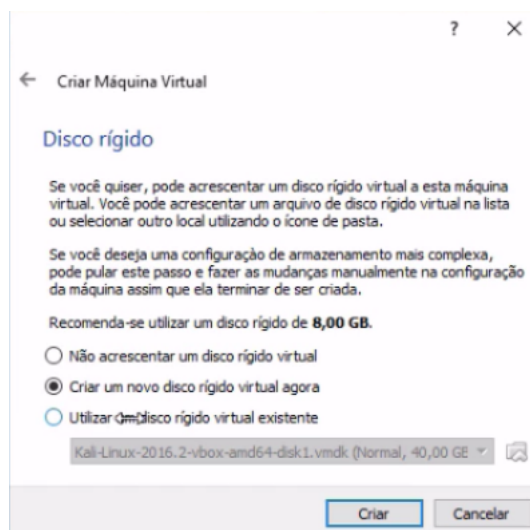 ?
Criar Máquina Virtual
Disco rígido
Se você quiser, pode acrescentar um disco rígido virtual a esta máquina
virtual. Você pode acrescentar um arquivo de disco rígido virtual na lista
ou selecionar outro local utilizando o ícone de pasta.
Se você deseja uma configuração de armazenamento mais complexa,
pode pular este passo e fazer as mudanças manualmente na configuração
da máquina assim que ela terminar de ser criada.
Recomenda-se utilizar um disco rígido de 8,00 GB.
Não acrescentar um disco rígido virtual
Criar um novo disco rígido virtual agora
Utilizar disco rígido virtual existente
Kali-Linux-2016.2-vbox-amd64-disk1.vmdk (Normal, 40,00 GE
Criar Cancelar